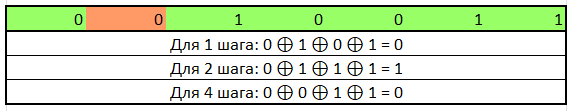 0 0 1 0 0 1 1
Для 1 шага: 0 ⊕ 1 ⊕ 0 ⊕ 1 = 0
Для 2 шага: 0 ⊕ 1 ⊕ 1 ⊕ 1 = 1
Для 4 шага: 0 ⊕ 0 ⊕ 1 ⊕ 1 = 0